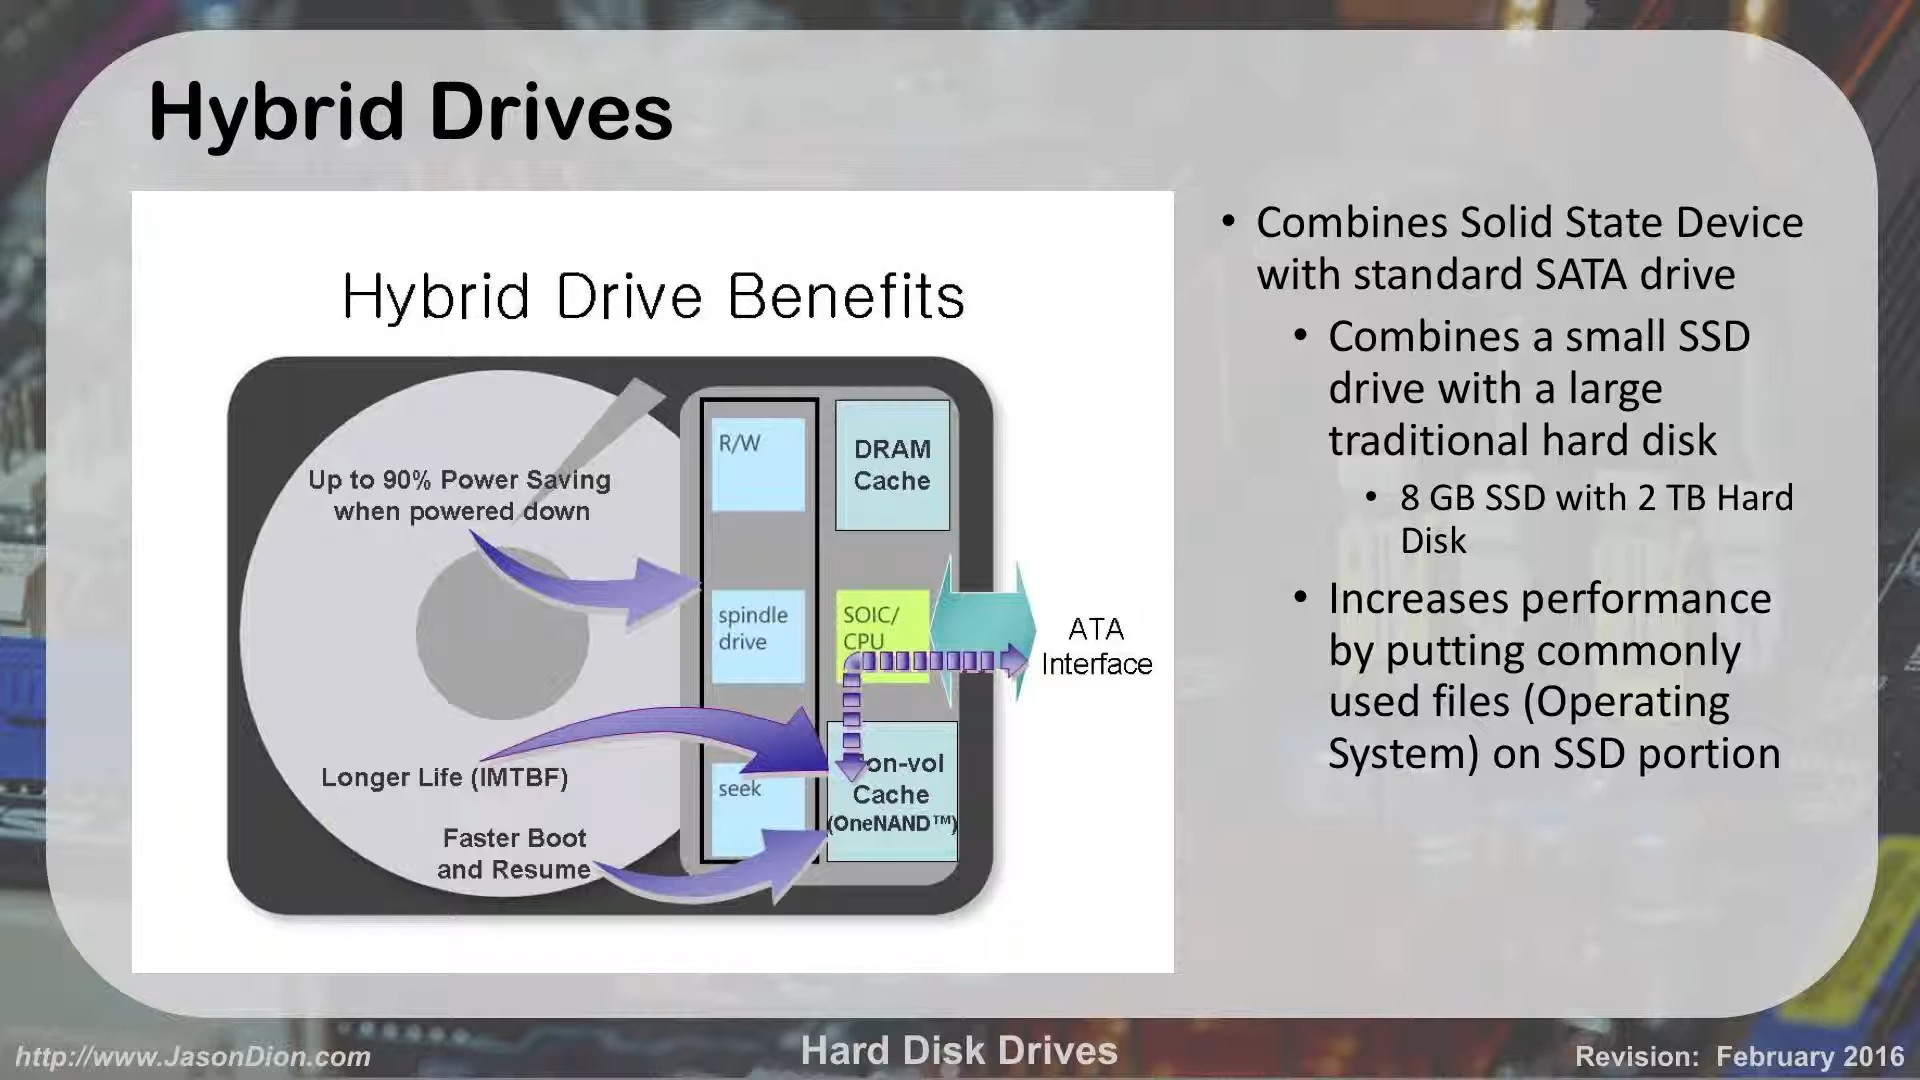 Hybrid Drives
Hybrid Drive Benefits
Up to 90% Power Saving
when powered down
R/W
DRAM
Cache
spindle
drive
SOIC/
CPU
ATA
Interface
Longer Life (IMTBF)
seek
on-vol
Cache
(OneNAND™)
Faster Boot
and Resume
• Combines Solid State Device
with standard SATA drive
• Combines a small SSD
drive with a large
traditional hard disk
• 8 GB SSD with 2 TB Hard
Disk
• Increases performance
by putting commonly
used files (Operating
System) on SSD portion
http://www.JasonDion.com
Hard Disk Drives
Revision: February 2016